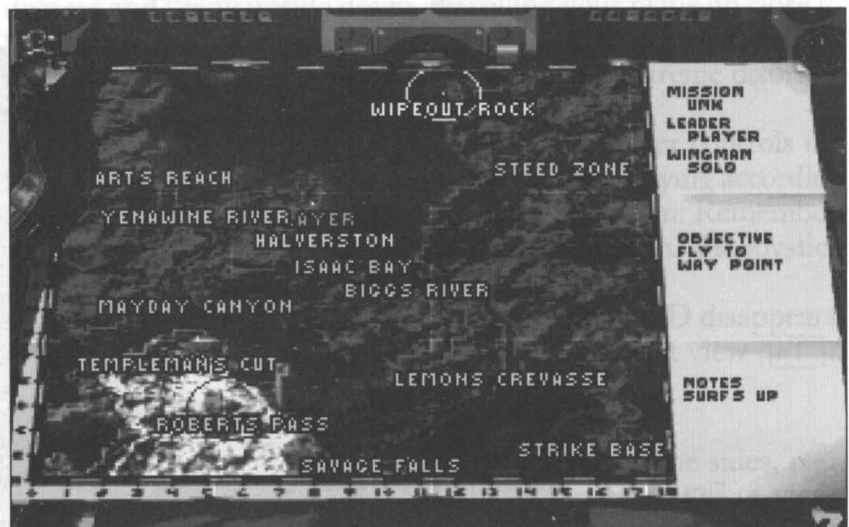 WIPEOUT/ROCK
STEED ZONE
ARTS REACH
YENAWINE RIVER AYER
HALVERSTON
ISAAC BAY
BIGGS RIVER
MAYDAY CANYON
TEMPLEMAN'S CUT
LEMONS CREVASSE
ROBERTS PASS
STRIKE BASE
SAVAGE FALLS
MISSION
UNK
LEADER
PLAYER
WINGMAN
SOLO
OBJECTIVE
FLY TO
WAY POINT
NOTES
SURFS UP